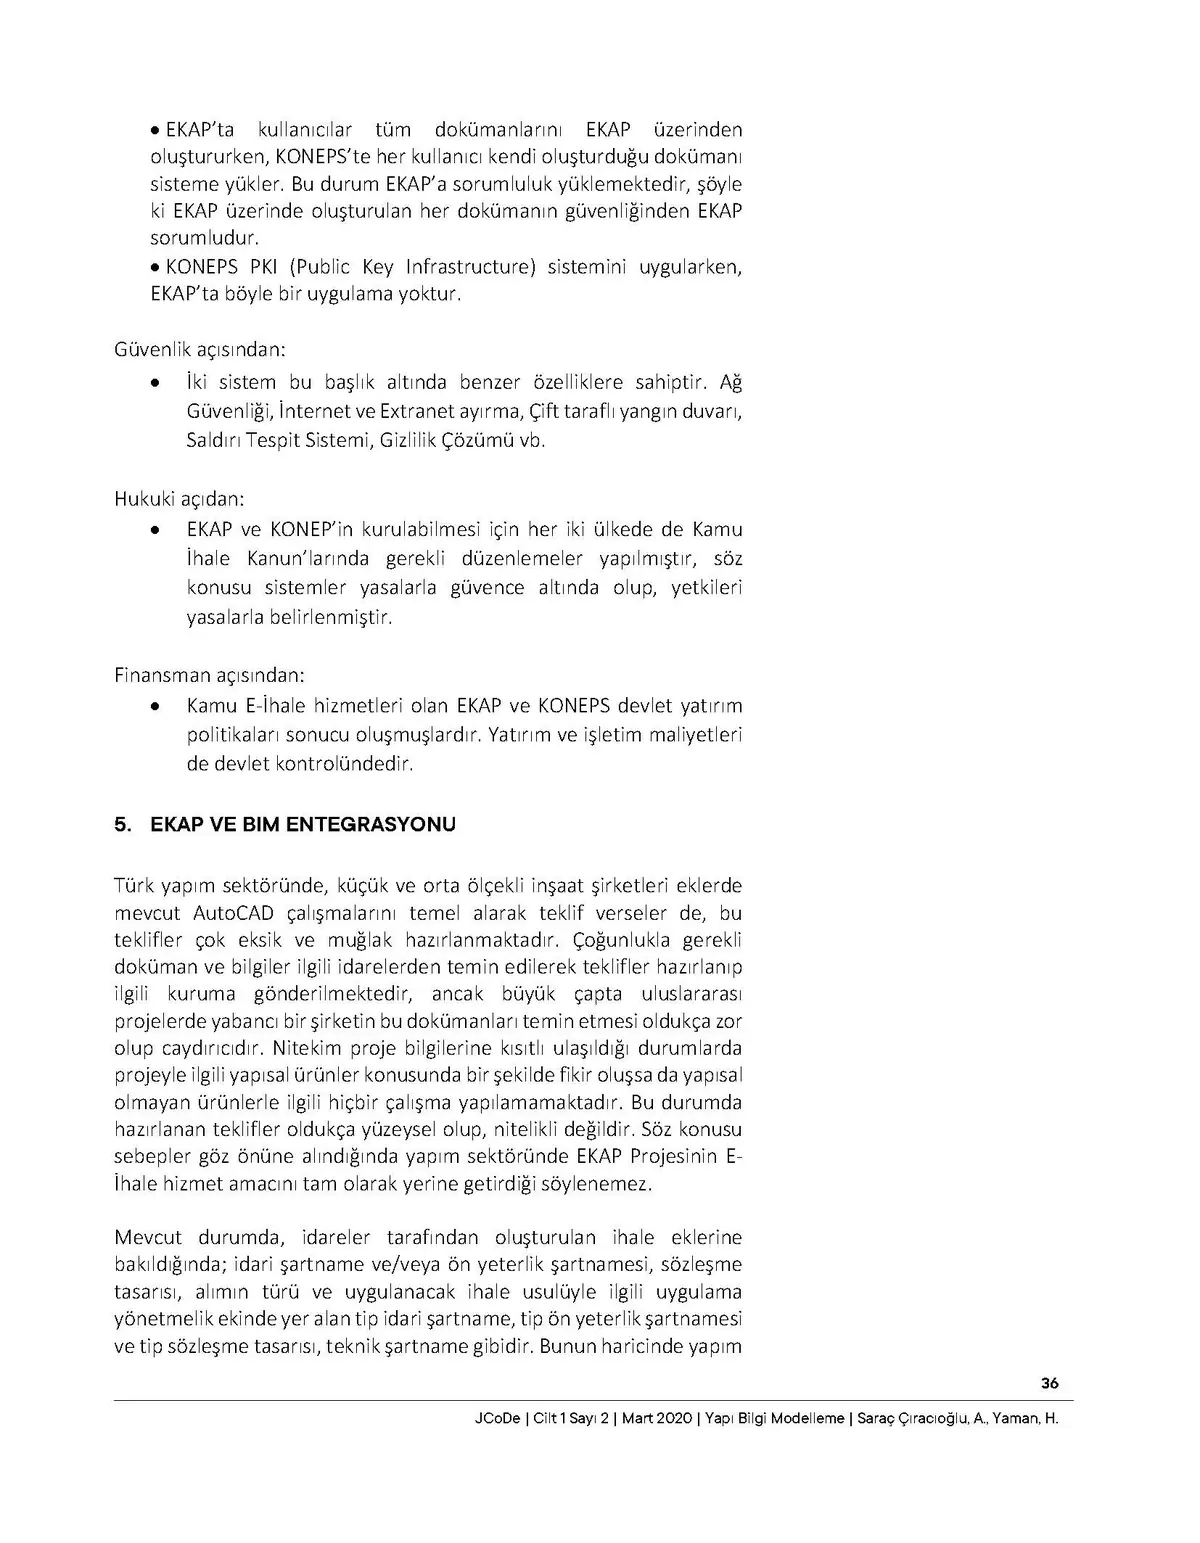 • EKAP’ta kullanıcılar tüm dokümanlarını EKAP üzerinden
oluştururken, KONEPS’te her kullanıcı kendi oluşturduğu dokümanı
sisteme yükler. Bu durum EKAP’a sorumluluk yüklemektedir, şöyle
ki EKAP üzerinde oluşturulan her dokümanın güvenliğinden EKAP
sorumludur.
• KONEPS PKI (Public Key Infrastructure) sistemini uygularken,
EKAP’ta böyle bir uygulama yoktur.
Güvenlik açısından:
• İki sistem bu başlık altında benzer özelliklere sahiptir. Ağ
Güvenliği, İnternet ve Extranet ayırma, Çift taraflı yangın duvarı,
Saldırı Tespit Sistemi, Gizlilik Çözümü vb.
Hukuki açıdan:
• EKAP ve KONEP’in kurulabilmesi için her iki ülkede de Kamu
İhale Kanun’larında gerekli düzenlemeler yapılmıştır, söz
konusu sistemler yasalarla güvence altında olup, yetkileri
yasalarla belirlenmiştir.
Finansman açısından:
• Kamu E-İhale hizmetleri olan EKAP ve KONEPS devlet yatırım
politikaları sonucu oluşmuşlardır. Yatırım ve işletim maliyetleri
de devlet kontrolündedir.
5. EKAP VE BIM ENTEGRASYONU
Türk yapım sektöründe, küçük ve orta ölçekli inşaat şirketleri eklerde
mevcut AutoCAD çalışmalarını temel alarak teklif verseler de, bu
teklifler çok eksik ve muğlak hazırlanmaktadır. Çoğunlukla gerekli
doküman ve bilgiler ilgili idarelerden temin edilerek teklifler hazırlanıp
ilgili kuruma gönderilmektedir, ancak büyük çapta uluslararası
projelerde yabancı bir şirketin bu dokümanları temin etmesi oldukça zor
olup caydırıcıdır. Nitekim proje bilgilerine kısıtlı ulaşıldığı durumlarda
projeyle ilgili yapısal ürünler konusunda bir şekilde fikir oluşsa da yapısal
olmayan ürünlerle ilgili hiçbir çalışma yapılamamaktadır. Bu durumda
hazırlanan teklifler oldukça yüzeysel olup, nitelikli değildir. Söz konusu
sebepler göz önüne alındığında yapım sektöründe EKAP Projesinin E-
İhale hizmet amacını tam olarak yerine getirdiği söylenemez.
Mevcut durumda, idareler tarafından oluşturulan ihale eklerine
bakıldığında; idari şartname ve/veya ön yeterlik şartnamesi, sözleşme
tasarısı, alımın türü ve uygulanacak ihale usulüyle ilgili uygulama
yönetmelik ekinde yer alan tip idari şartname, tip ön yeterlik şartnamesi
ve tip sözleşme tasarısı, teknik şartname gibidir. Bunun haricinde yapım
36
JCoDe | Cilt 1 Sayı 2 | Mart 2020 | Yapı Bilgi Modelleme | Saraç Çıracıoğlu, A., Yaman, H.